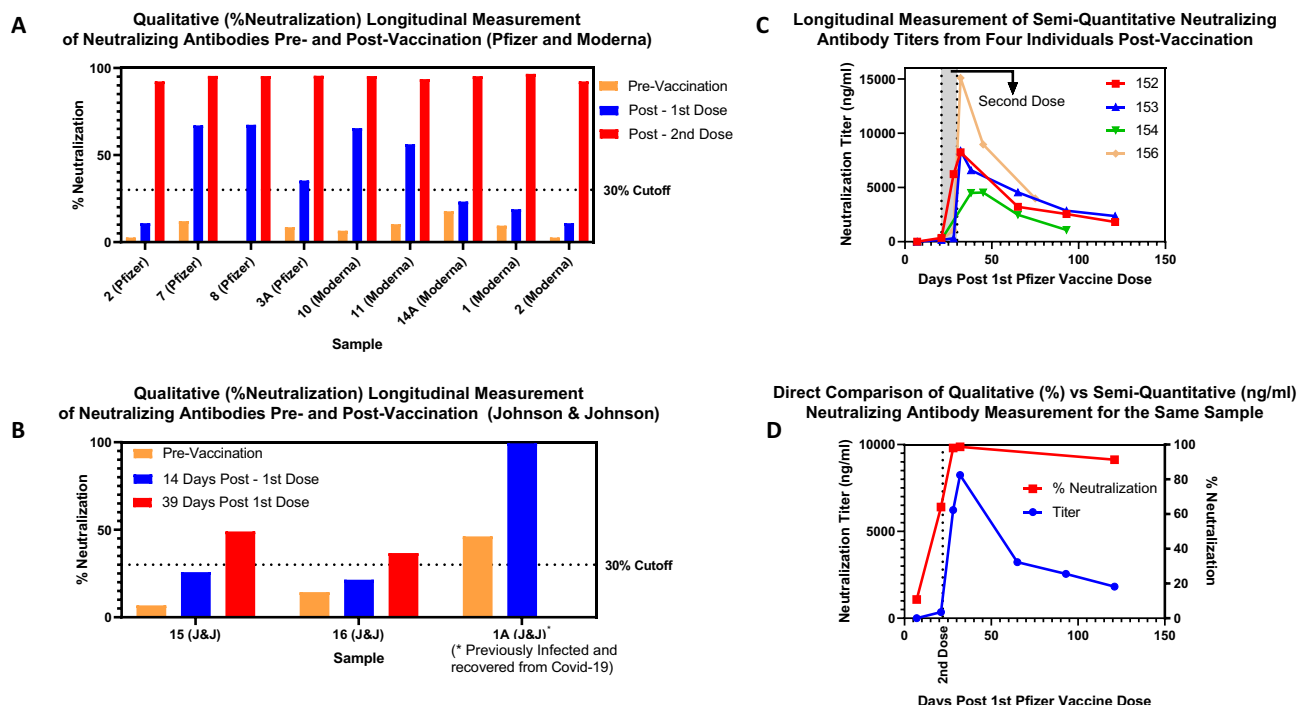 A
Qualitative (%Neutralization) Longitudinal Measurement
of Neutralizing Antibodies Pre- and Post-Vaccination (Pfizer and Moderna)
% Neutralization
100
50
0
Pre-Vaccination
Post - 1st Dose
Post - 2nd Dose
30% Cutoff
2 (Pfizer)
7 (Pfizer)
8 (Pfizer)
3A (Pfizer)
10 (Moderna)
11 (Moderna)
14A (Moderna)
1 (Moderna)
2 (Moderna)
Sample
B
Qualitative (%Neutralization) Longitudinal Measurement
of Neutralizing Antibodies Pre- and Post-Vaccination (Johnson & Johnson)
% Neutralization
100
50
0
Pre-Vaccination
14 Days Post - 1st Dose
39 Days Post 1st Dose
30% Cutoff
15 (J&J)
16 (J&J)
1A (J&J)*
Sample
(* Previously Infected and
recovered from Covid-19)
C
Longitudinal Measurement of Semi-Quantitative Neutralizing
Antibody Titers from Four Individuals Post-Vaccination
Neutralization Titer (ng/ml)
15000
10000
5000
0
Second Dose
152
153
154
156
0
50
100
150
Days Post 1st Pfizer Vaccine Dose
D
Direct Comparison of Qualitative (%) vs Semi-Quantitative (ng/ml)
Neutralizing Antibody Measurement for the Same Sample
Neutralization Titer (ng/ml)
10000
5000
0
% Neutralization
Titer
100
80
60
40
20
0
% Neutralization
0
50
100
150
2nd Dose
Days Post 1st Pfizer Vaccine Dose